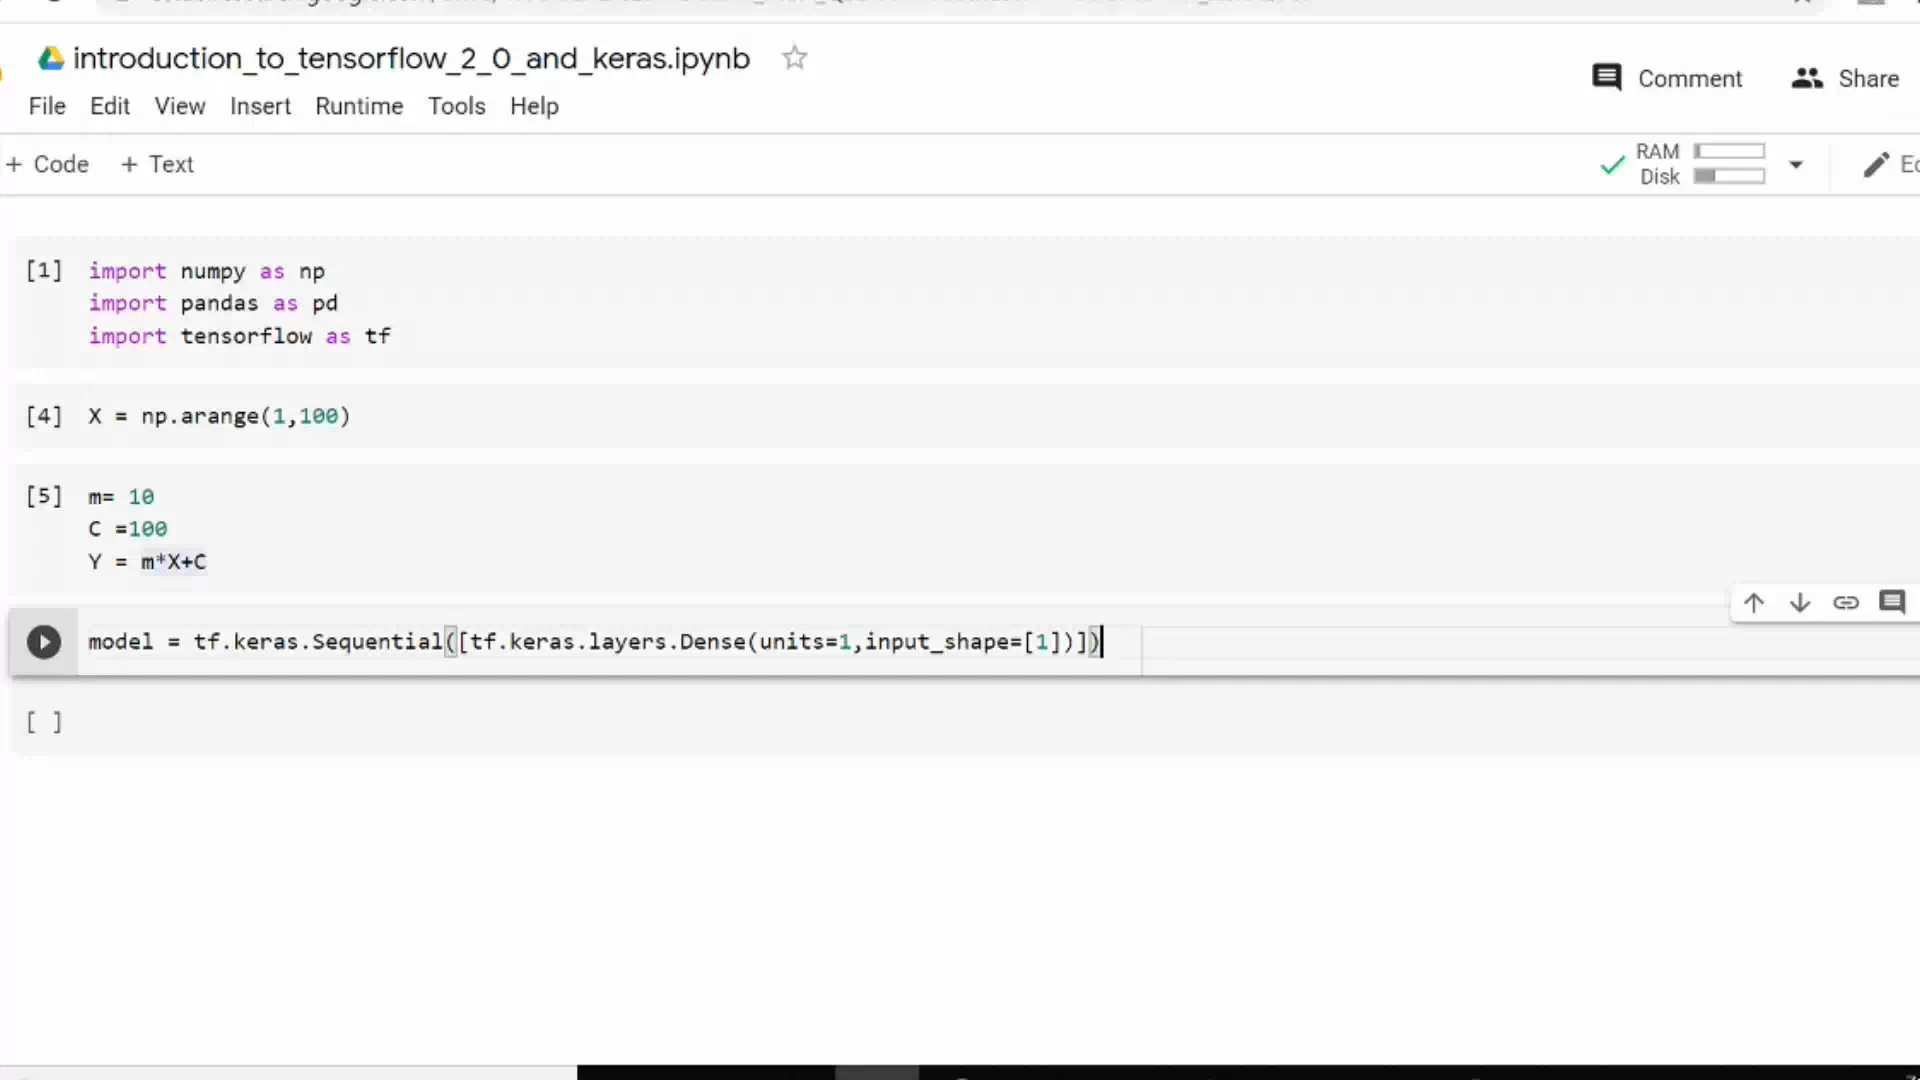 introduction_to_tensorflow_2_0_and_keras.ipynb
Comment
Share
File Edit View Insert Runtime Tools Help
+ Code + Text
RAM
Disk
[1] import numpy as np
import pandas as pd
import tensorflow as tf
[4] X = np.arange(1,100)
[5] m= 10
C =100
Y = m*X+C
model = tf.keras.Sequential([tf.keras.layers.Dense(units=1,input_shape=[1])])
[ ]